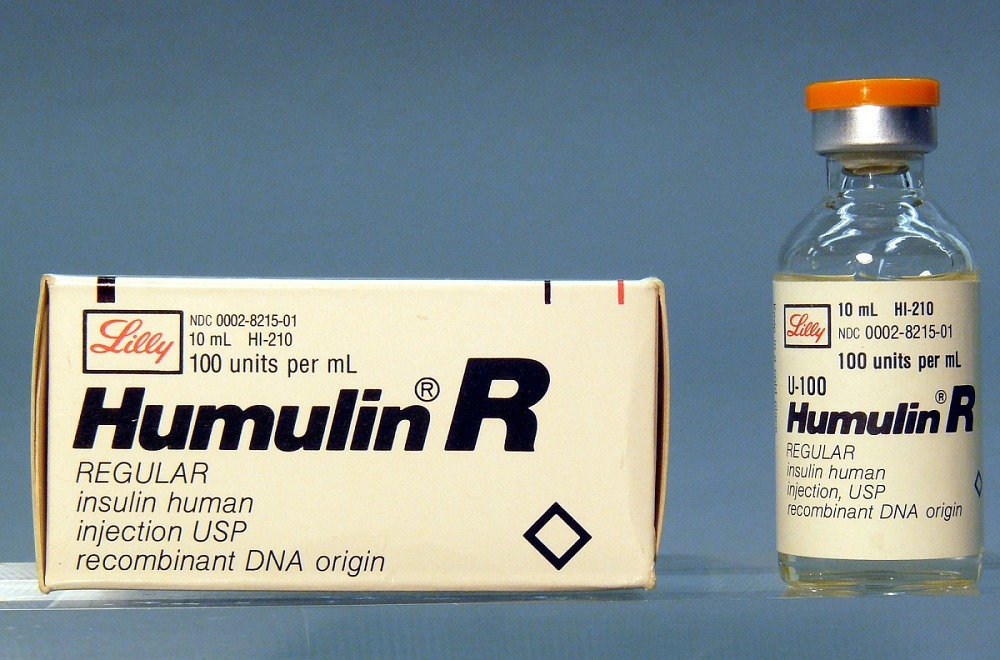 Lilly
NDC 0002-8215-01
10 mL HI-210
100 units per mL
Humulin® R
REGULAR
insulin human
injection USP
recombinant DNA origin
Lilly
10 mL HI-210
NDC 0002-8215-01
100 units per mL
U-100
Humulin® R
REGULAR
insulin human
injection, USP
recombinant DNA origin